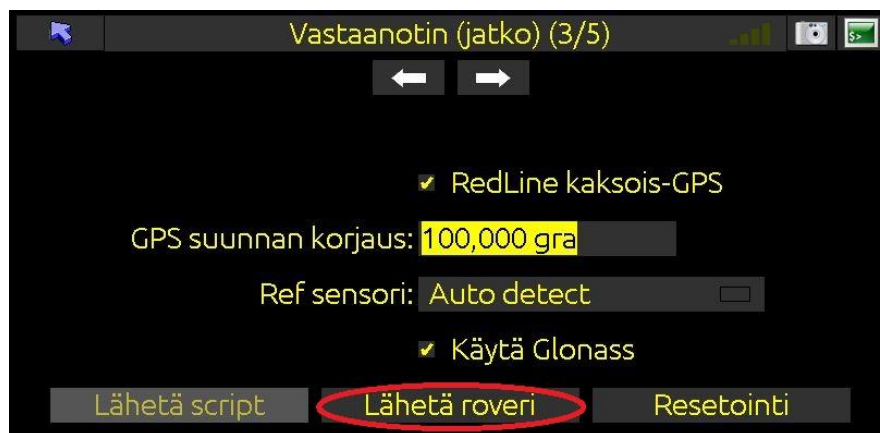 Vastaanotin (jatko) (3/5)
$>
RedLine kaksois-GPS
GPS suunnan korjaus: 100,000 gra
Ref sensori: Auto detect
Käytä Glonass
Lähetä script Lähetä roveri Resetointi